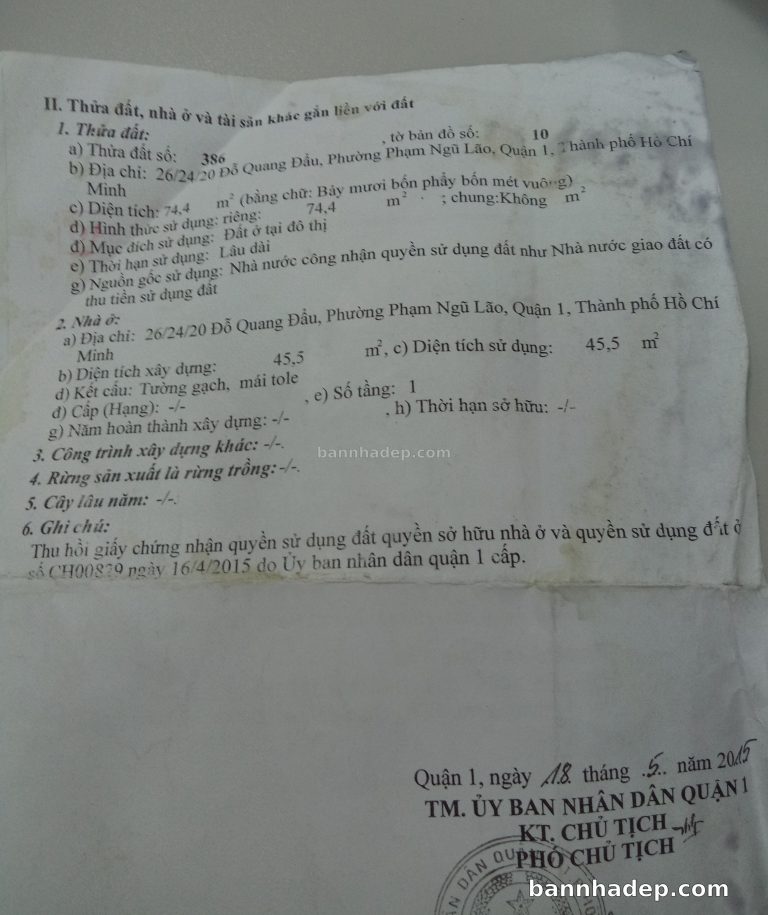 II. Thửa đất, nhà ở và tài sản khác gắn liền với đất
1. Thửa đất:
a) Thửa đất số: 386 , tờ bản đồ số: 10
b) Địa chỉ: 26/24/20 Đỗ Quang Đẩu, Phường Phạm Ngũ Lão, Quận 1, Thành phố Hồ Chí
Minh
c) Diện tích: 74,4 m² (bằng chữ: Bảy mươi bốn phẩy bốn mét vuông)
d) Hình thức sử dụng: riêng: 74,4 m² ; chung:Không m²
đ) Mục đích sử dụng: Đất ở tại đô thị
e) Thời hạn sử dụng: Lâu dài
g) Nguồn gốc sử dụng: Nhà nước công nhận quyền sử dụng đất như Nhà nước giao đất có
thu tiền sử dụng đất
2. Nhà ở:
a) Địa chỉ: 26/24/20 Đỗ Quang Đẩu, Phường Phạm Ngũ Lão, Quận 1, Thành phố Hồ Chí
Minh
b) Diện tích xây dựng: 45,5 m², c) Diện tích sử dụng: 45,5 m²
d) Kết cấu: Tường gạch, mái tole
đ) Cấp (Hạng): -/- , e) Số tầng: 1
g) Năm hoàn thành xây dựng: -/- , h) Thời hạn sở hữu: -/-
3. Công trình xây dựng khác: -/-.
bannhadep.com
4. Rừng sản xuất là rừng trồng: -/-.
5. Cây lâu năm: -/-.
6. Ghi chú:
Thu hồi giấy chứng nhận quyền sử dụng đất quyền sở hữu nhà ở và quyền sử dụng đất ở
số CH00829 ngày 16/4/2015 do Ủy ban nhân dân quận 1 cấp.
Quận 1, ngày 18 tháng 5 năm 2015
TM. ỦY BAN NHÂN DÂN QUẬN 1
KT. CHỦ TỊCH
PHÓ CHỦ TỊCH
DÂN QUẬN
bannhadep.com